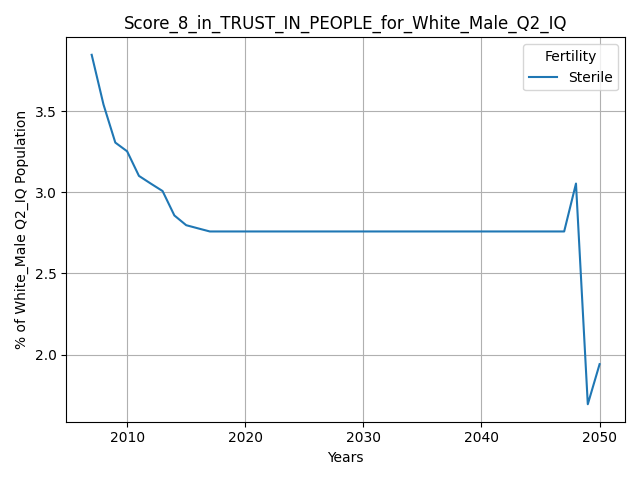 Score_8_in_TRUST_IN_PEOPLE_for_White_Male_Q2_IQ
% of White_Male Q2_IQ Population
Fertility
Sterile
3.5
3.0
2.5
2.0
2010 2020 2030 2040 2050
Years